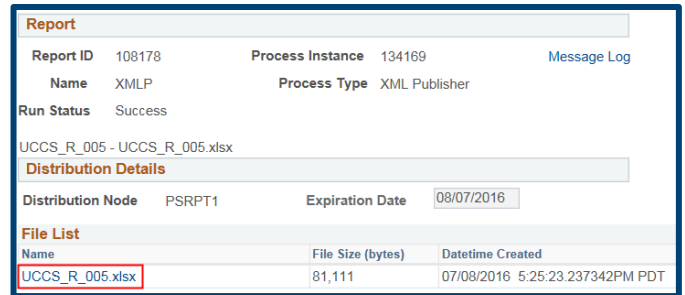 Report
Report ID 108178 Process Instance 134169 Message Log
Name XMLP Process Type XML Publisher
Run Status Success
UCCS_R_005 - UCCS_R_005.xlsx
Distribution Details
Distribution Node PSRPT1 Expiration Date 08/07/2016
File List
Name File Size (bytes) Datetime Created
UCCS_R_005.xlsx 81,111 07/08/2016 5:25:23.237342PM PDT